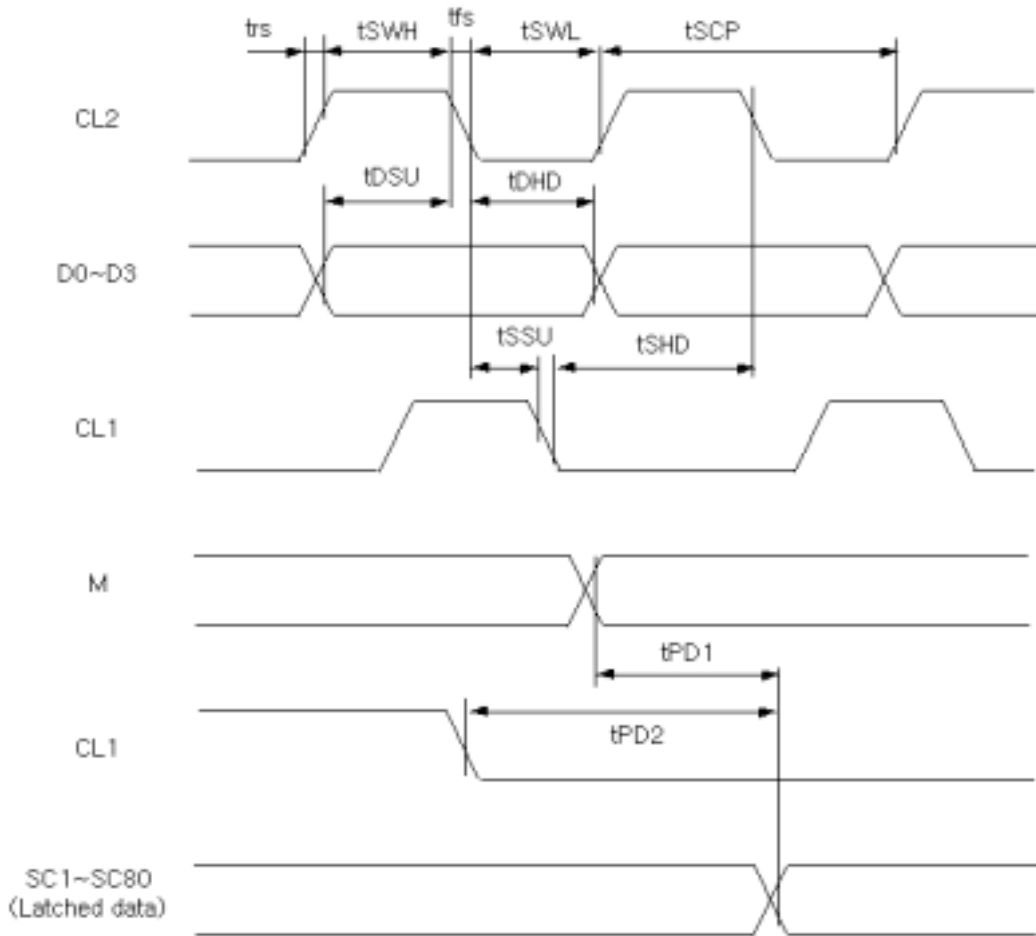 trs tSWH tfs tSWL tSCP
CL2
tDSU tDHD
D0~D3
tSSU tSHD
CL1
M
tPD1
CL1
tPD2
SC1~SC80
(Latched data)